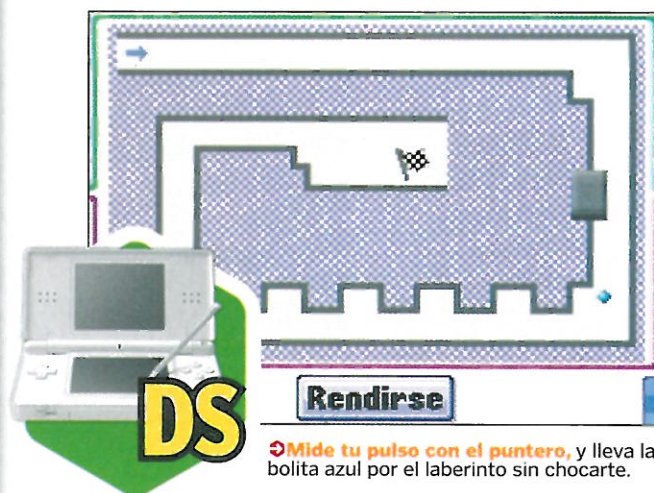 Rendirse
DS
Mide tu pulso con el puntero, y lleva la
bolita azul por el laberinto sin chocarte.